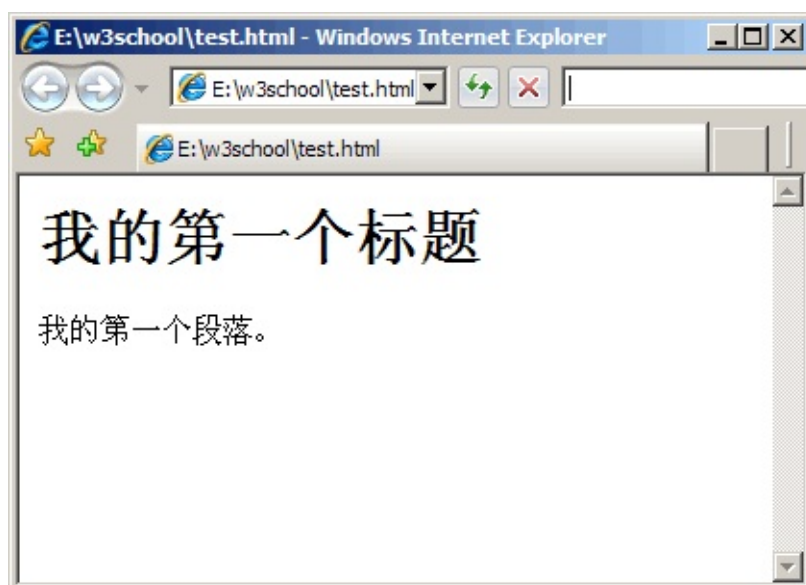 E:\w3school\test.html - Windows Internet Explorer
E:\w3school\test.html
E:\w3school\test.html
我的第一个标题
我的第一个段落。